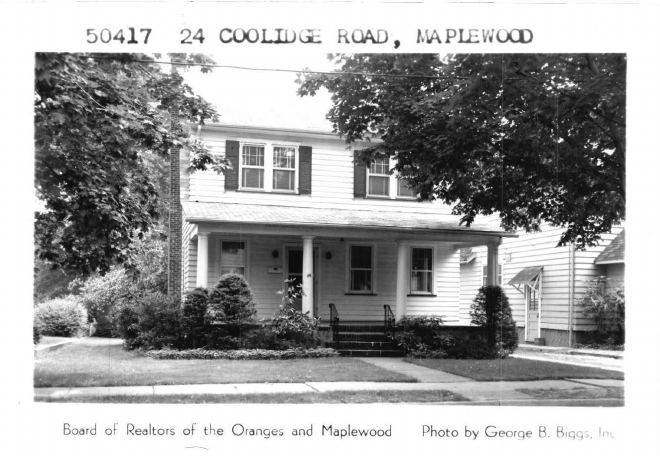 50417 24 COOLIDGE ROAD, MAPLEWOOD
Board of Realtors of the Oranges and Maplewood Photo by George B. Biggs, Inc